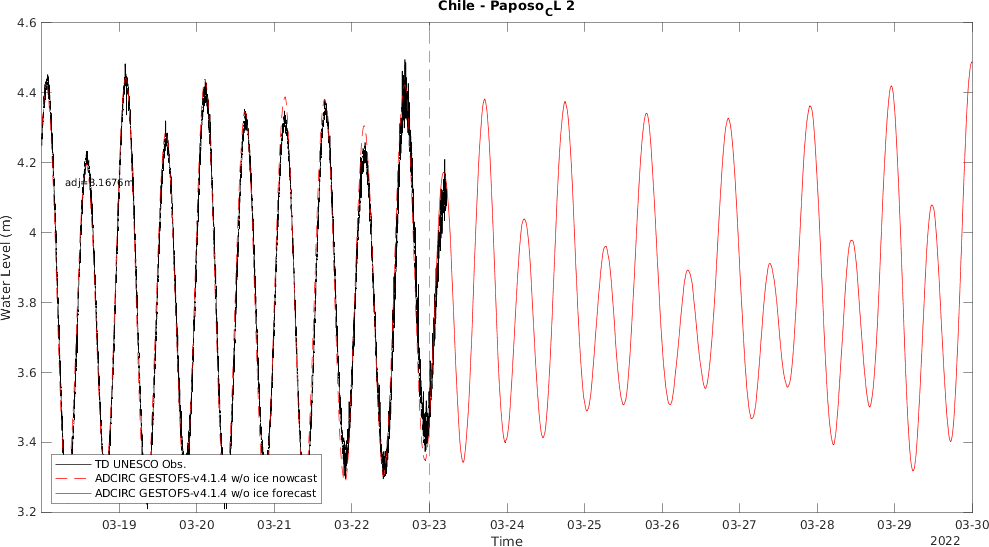 Chile - PaposoCL 2
4.6
4.4
4.2
4
3.8
3.6
3.4
3.2
Water Level (m)
adj=3.1676m
TD UNESCO Obs.
ADCIRC GESTOFS-v4.1.4 w/o ice nowcast
ADCIRC GESTOFS-v4.1.4 w/o ice forecast
03-19 03-20 03-21 03-22 03-23 03-24 03-25 03-26 03-27 03-28 03-29 03-30
Time
2022